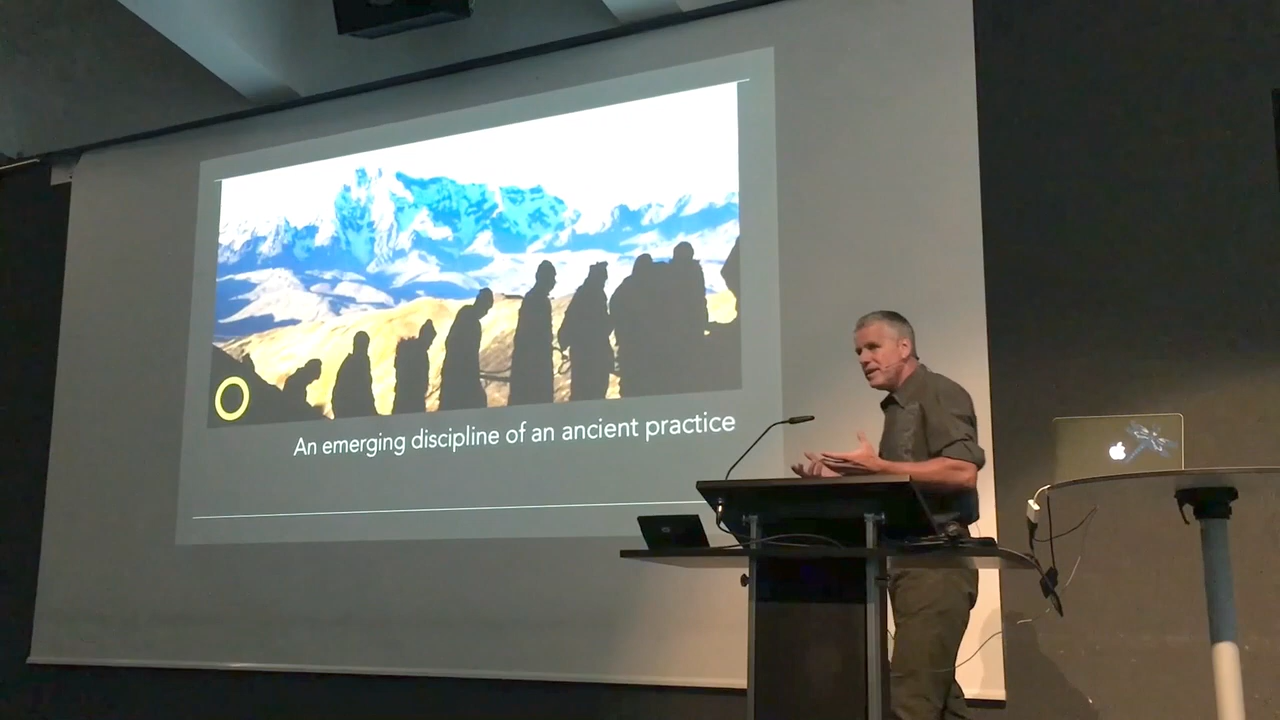 An emerging discipline of an ancient practice